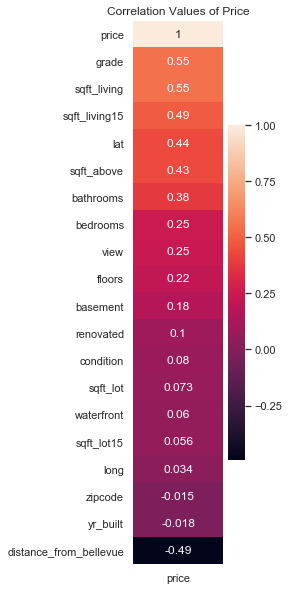 Correlation Values of Price
price 1
grade 0.55
sqft_living 0.55
sqft_living15 0.49
lat 0.44
sqft_above 0.43
bathrooms 0.38
bedrooms 0.25
view 0.25
floors 0.22
basement 0.18
renovated 0.1
condition 0.08
sqft_lot 0.073
waterfront 0.06
sqft_lot15 0.056
long 0.034
zipcode -0.015
yr_built -0.018
distance_from_bellevue -0.49
price
1.00
0.75
0.50
0.25
0.00
−0.25